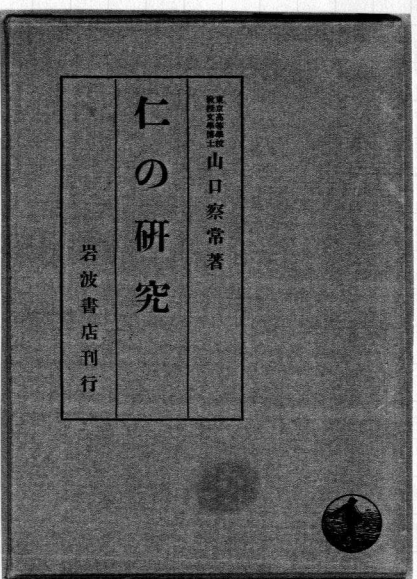 東京高等學校
教授文學博士
山口察常著
仁の研究
岩波書店刊行